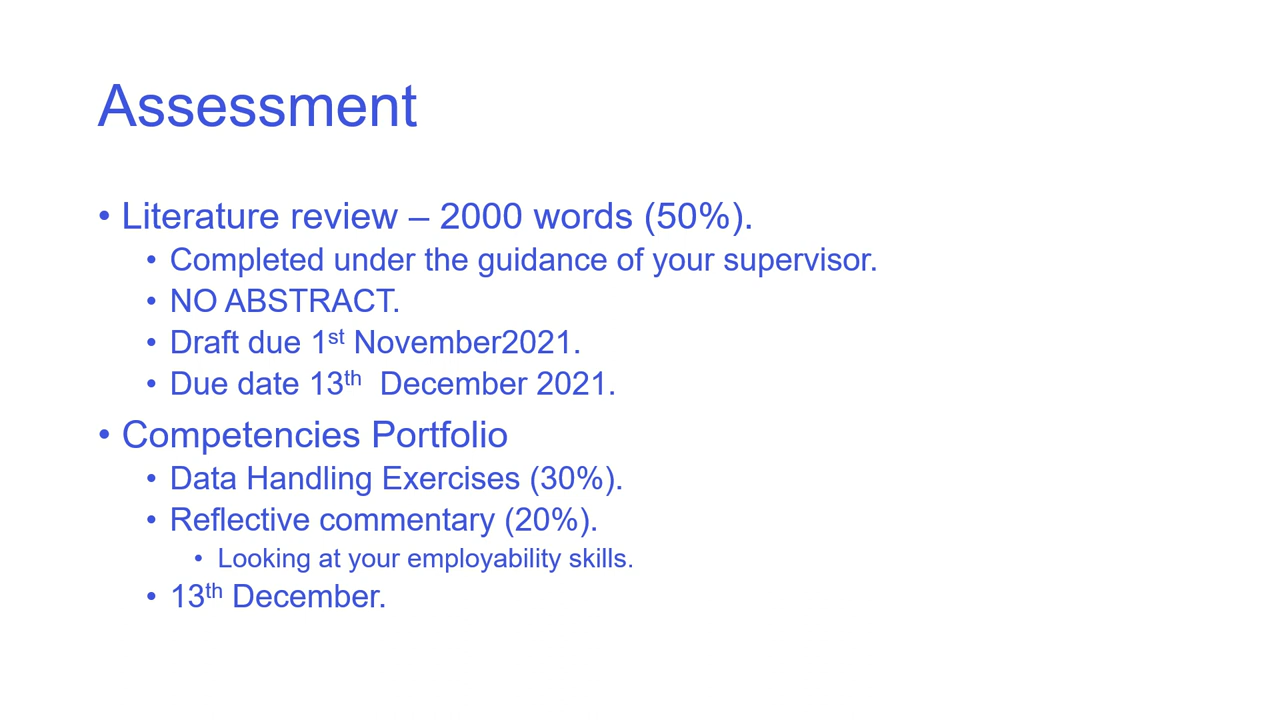 Assessment
• Literature review – 2000 words (50%).
• Completed under the guidance of your supervisor.
• NO ABSTRACT.
• Draft due 1st November2021.
• Due date 13th  December 2021.
• Competencies Portfolio
• Data Handling Exercises (30%).
• Reflective commentary (20%).
• Looking at your employability skills.
• 13th December.